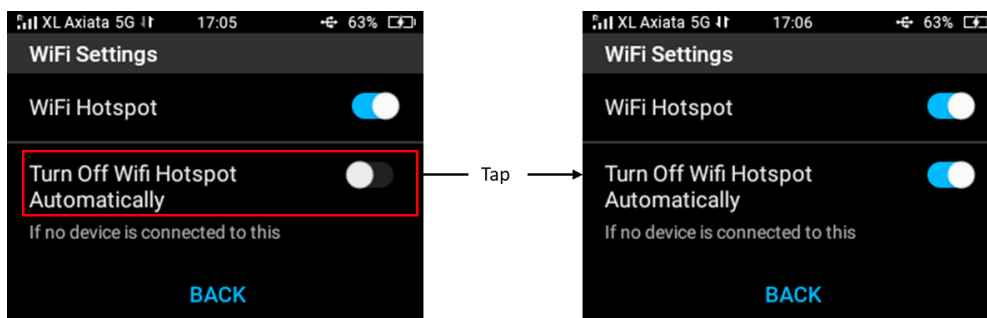 R XL Axiata 5G 17:05 63%
WiFi Settings
WiFi Hotspot
Turn Off Wifi Hotspot
Automatically
If no device is connected to this
BACK
Tap
R XL Axiata 5G 17:06 63%
WiFi Settings
WiFi Hotspot
Turn Off Wifi Hotspot
Automatically
If no device is connected to this
BACK